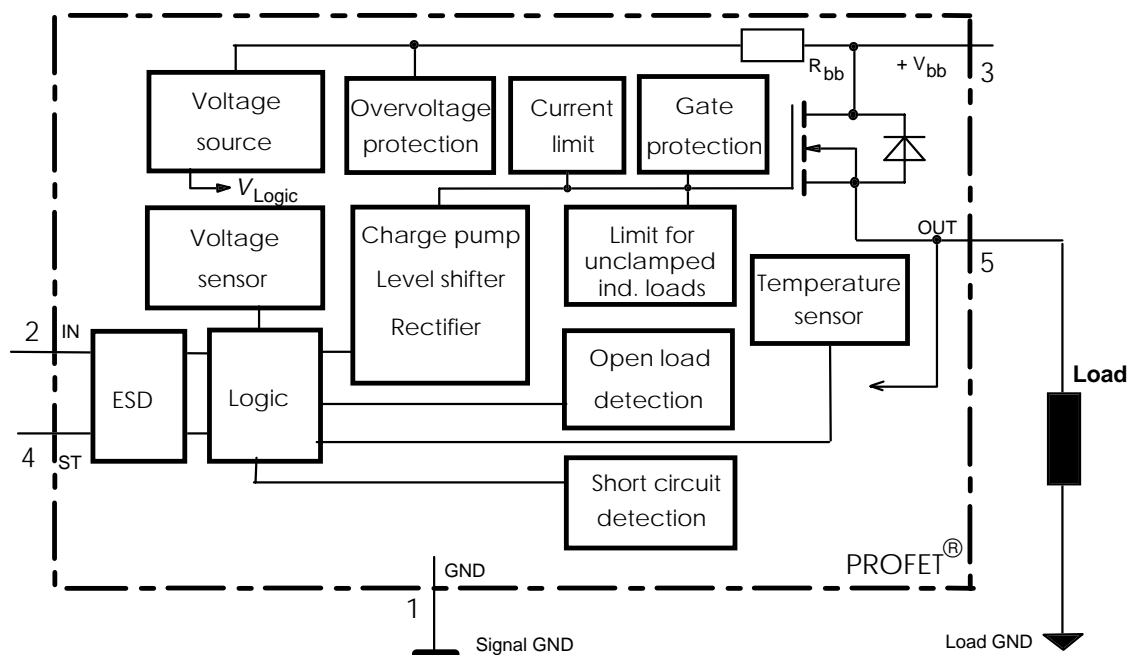 R bb
+ V bb
3
Voltage
source
Overvoltage
protection
Current
limit
Gate
protection
V Logic
Voltage
sensor
Charge pump
Level shifter
Rectifier
Limit for
unclamped
ind. loads
OUT
5
Temperature
sensor
2
IN
ESD
Logic
Open load
detection
Load
4
ST
Short circuit
detection
PROFET®
GND
1
Signal GND
Load GND